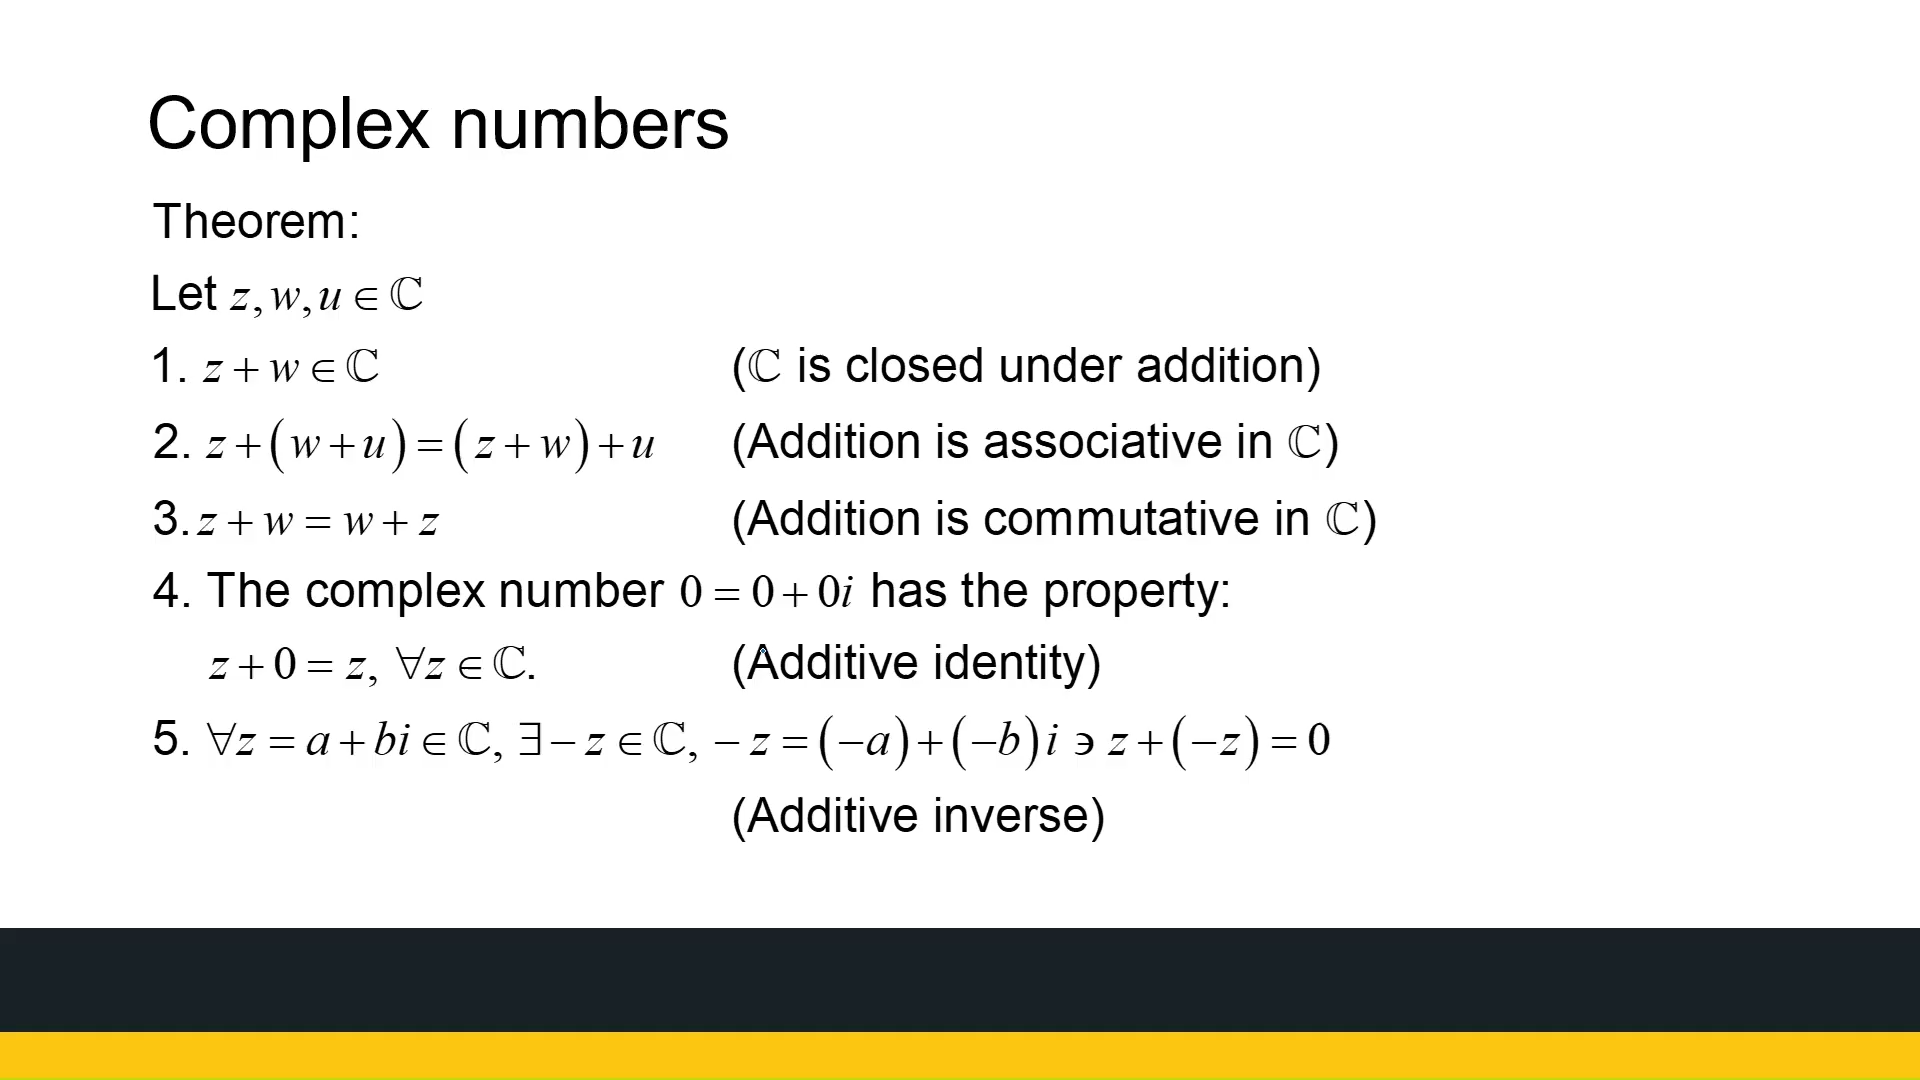 Complex numbers
Theorem:
Let z, w, u ∈ ℂ
1. z + w ∈ ℂ (ℂ is closed under addition)
2. z + (w + u) = (z + w) + u (Addition is associative in ℂ)
3. z + w = w + z (Addition is commutative in ℂ)
4. The complex number 0 = 0 + 0i has the property:
z + 0 = z, ∀z ∈ ℂ. (Additive identity)
5. ∀z = a + bi ∈ ℂ, ∃ − z ∈ ℂ, − z = (−a) + (−b)i ∍ z + (−z) = 0
(Additive inverse)